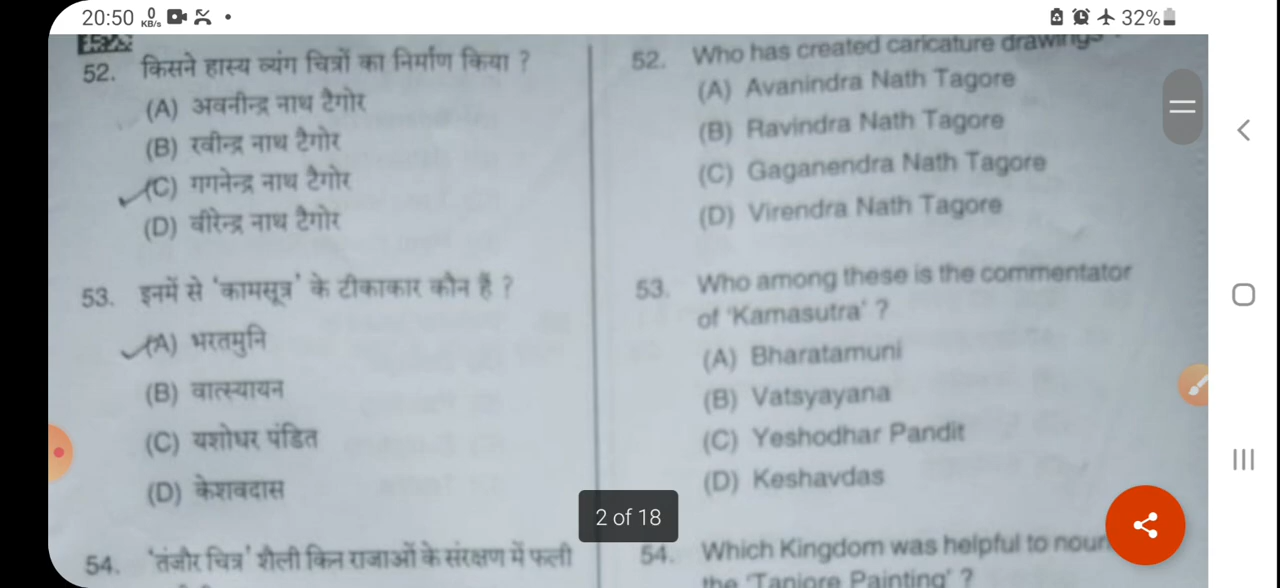 20:50 0 KB/s 32%
52. किसने हास्य व्यंग चित्रों का निर्माण किया ?
(A) अवनीन्द्र नाथ टैगोर
(B) रवीन्द्र नाथ टैगोर
(C) गगनेन्द्र नाथ टैगोर
(D) वीरेन्द्र नाथ टैगोर
53. इनमें से 'कामसूत्र' के टीकाकार कौन हैं ?
(A) भरतमुनि
(B) वात्स्यायन
(C) यशोधर पंडित
(D) केशवदास
54. 'तंजौर चित्र' शैली किन राजाओं के संरक्षण में फली
52. Who has created caricature drawings
(A) Avanindra Nath Tagore
(B) Ravindra Nath Tagore
(C) Gaganendra Nath Tagore
(D) Virendra Nath Tagore
53. Who among these is the commentator
of 'Kamasutra' ?
(A) Bharatamuni
(B) Vatsyayana
(C) Yeshodhar Pandit
(D) Keshavdas
54. Which Kingdom was helpful to nour
the 'Tanjore Painting' ?
2 of 18